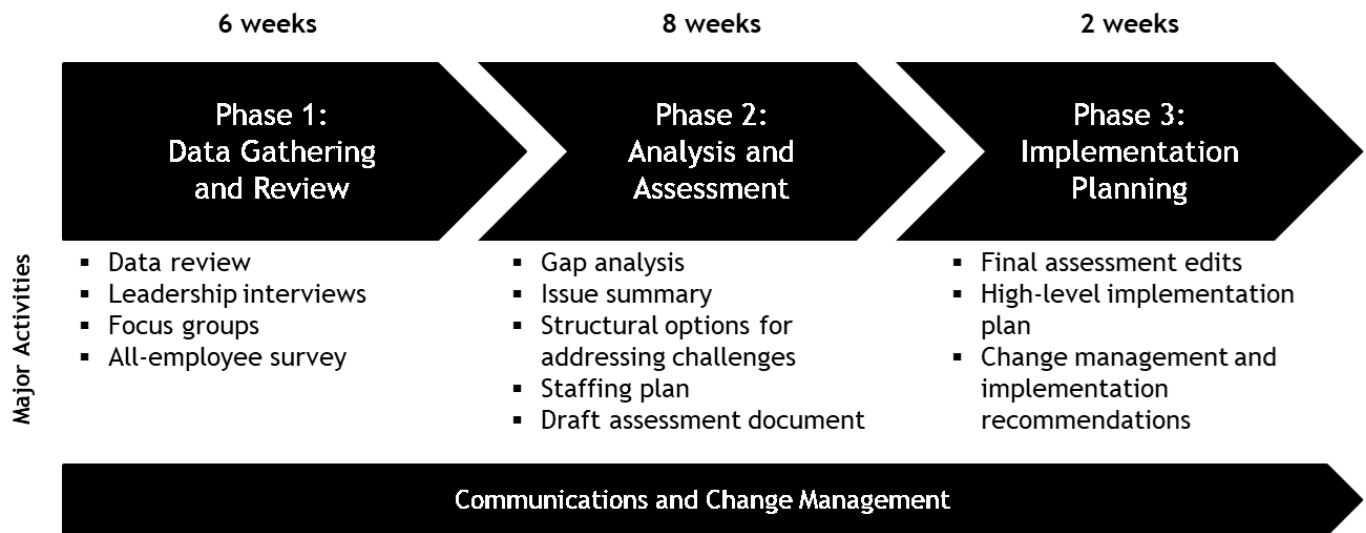 6 weeks
8 weeks
2 weeks
Phase 1:
Data Gathering
and Review
Phase 2:
Analysis and
Assessment
Phase 3:
Implementation
Planning
Major Activities
▪ Data review
▪ Leadership interviews
▪ Focus groups
▪ All-employee survey
▪ Gap analysis
▪ Issue summary
▪ Structural options for
addressing challenges
▪ Staffing plan
▪ Draft assessment document
▪ Final assessment edits
▪ High-level implementation
plan
▪ Change management and
implementation
recommendations
Communications and Change Management